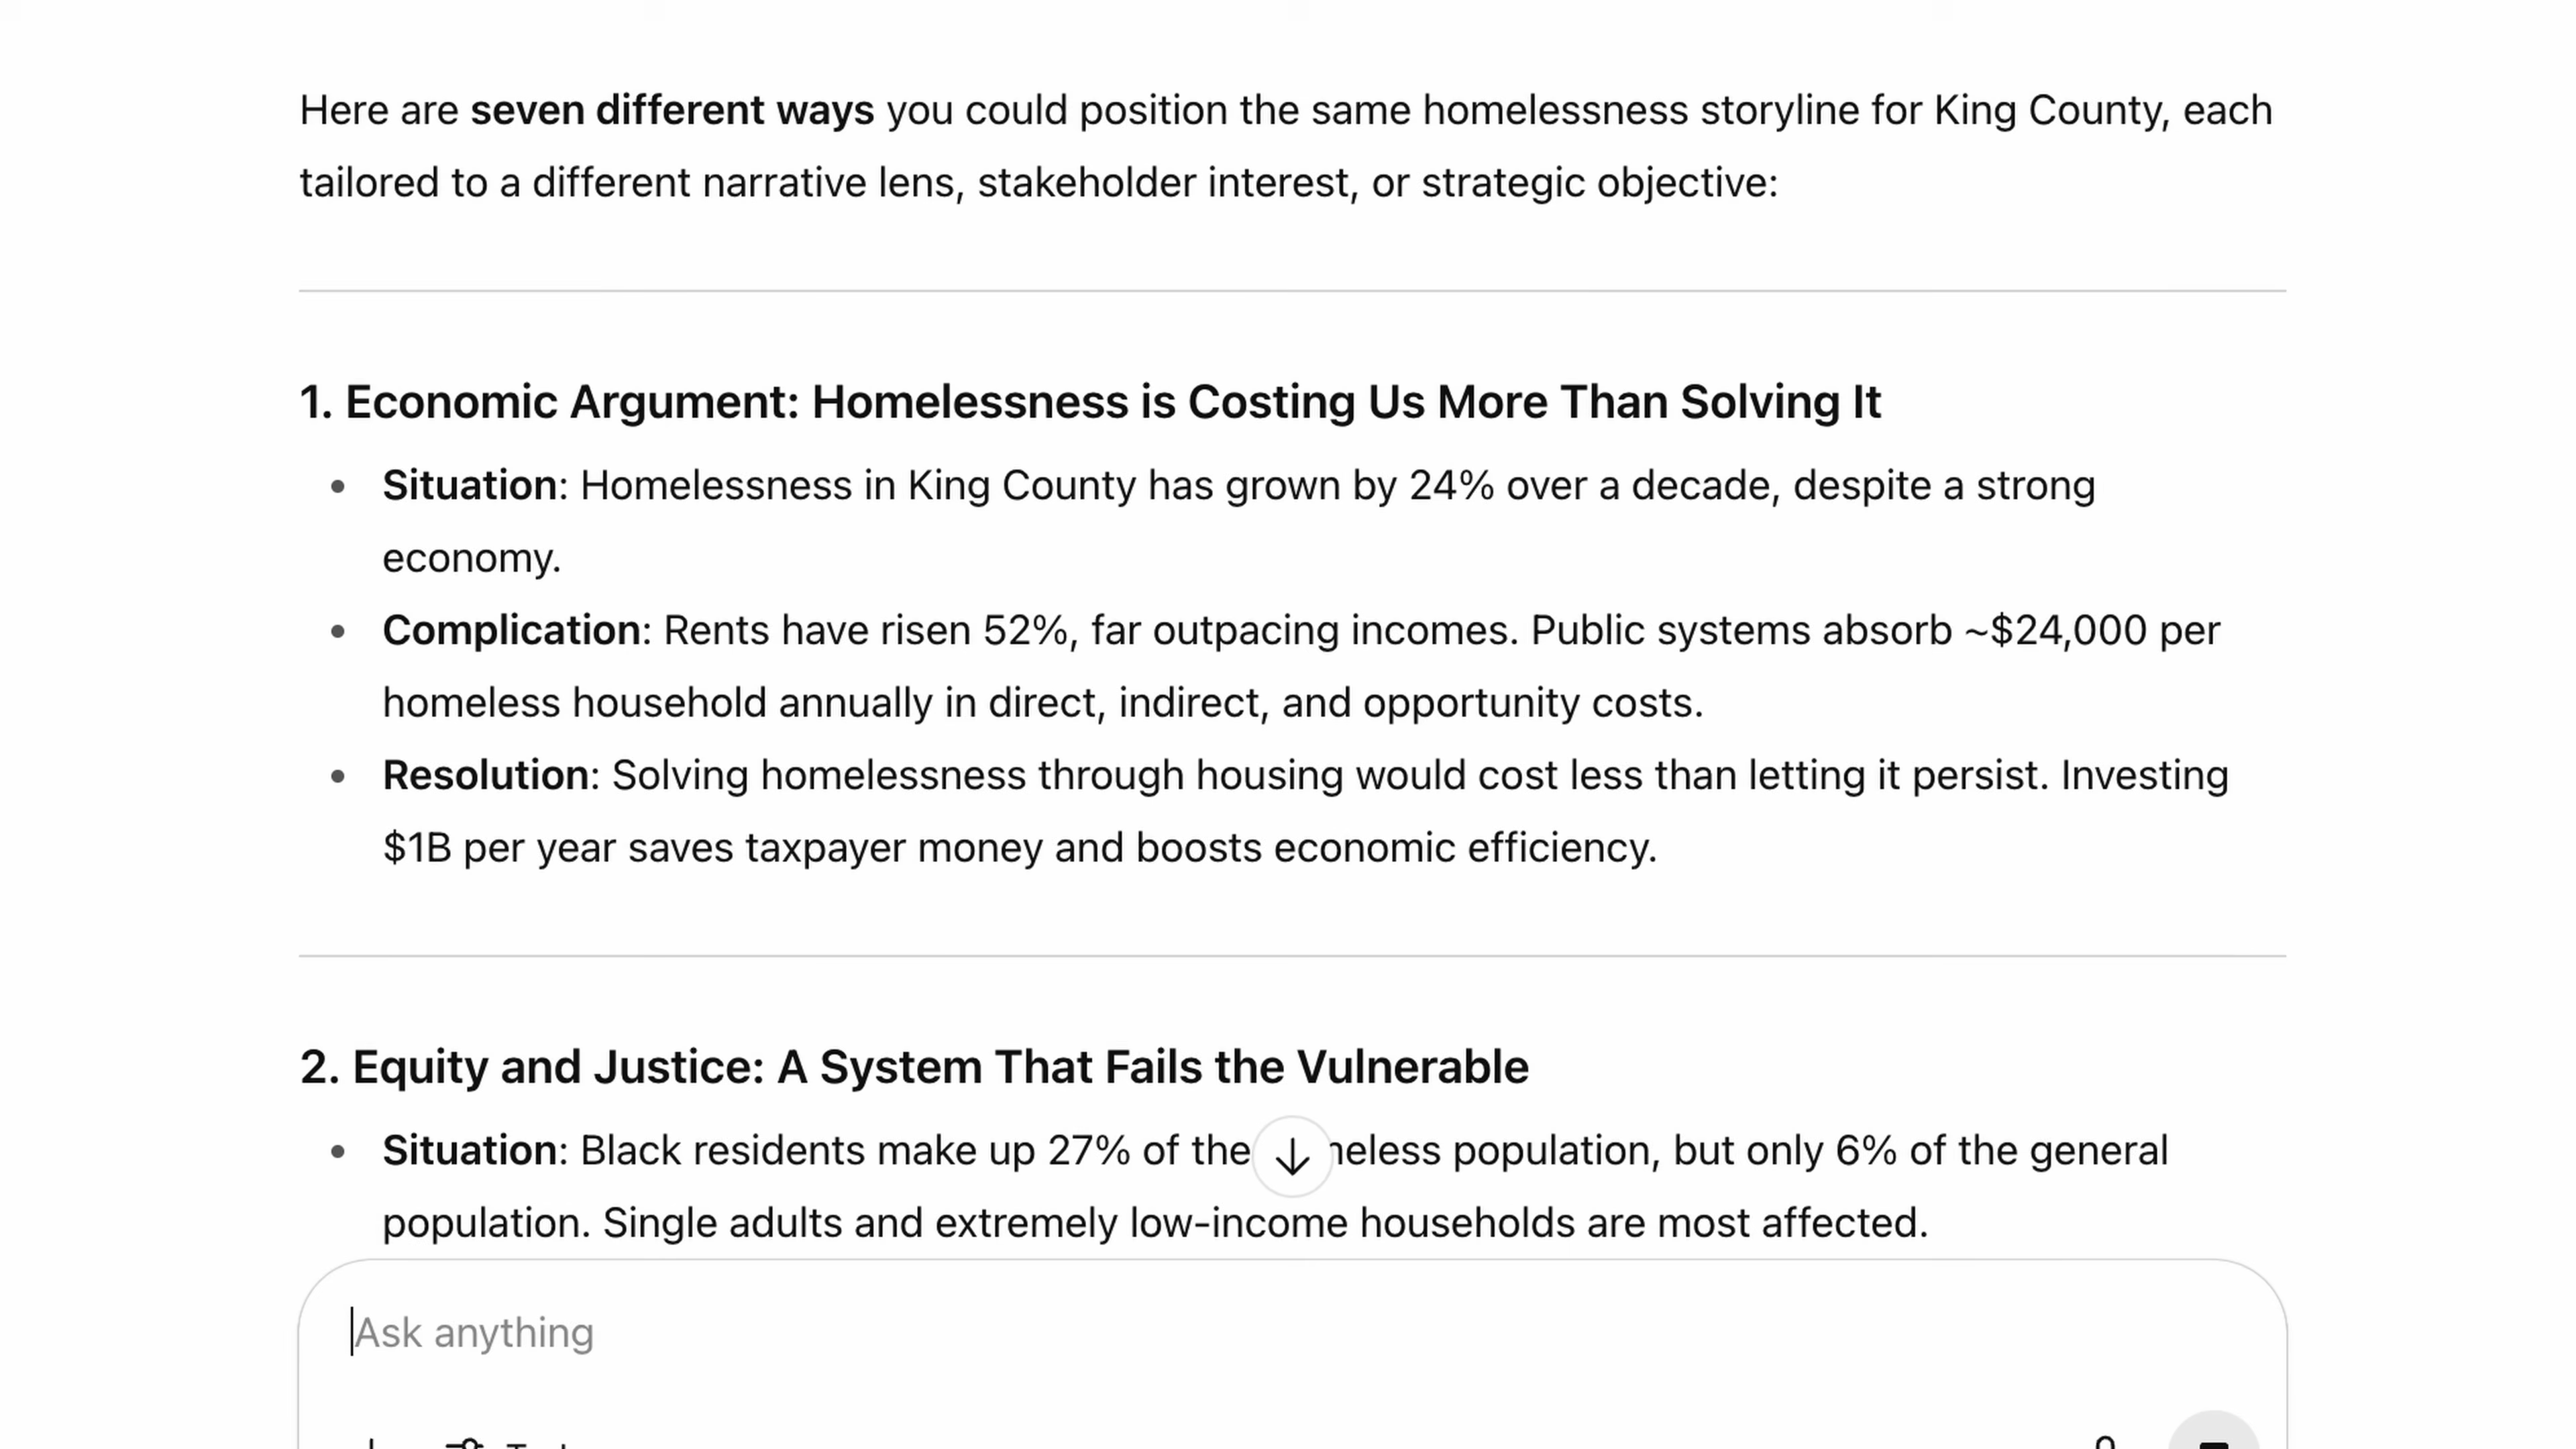 Here are seven different ways you could position the same homelessness storyline for King County, each
tailored to a different narrative lens, stakeholder interest, or strategic objective:
1. Economic Argument: Homelessness is Costing Us More Than Solving It
• Situation: Homelessness in King County has grown by 24% over a decade, despite a strong
economy.
• Complication: Rents have risen 52%, far outpacing incomes. Public systems absorb ~$24,000 per
homeless household annually in direct, indirect, and opportunity costs.
• Resolution: Solving homelessness through housing would cost less than letting it persist. Investing
$1B per year saves taxpayer money and boosts economic efficiency.
2. Equity and Justice: A System That Fails the Vulnerable
• Situation: Black residents make up 27% of the neless population, but only 6% of the general
population. Single adults and extremely low-income households are most affected.
Ask anything